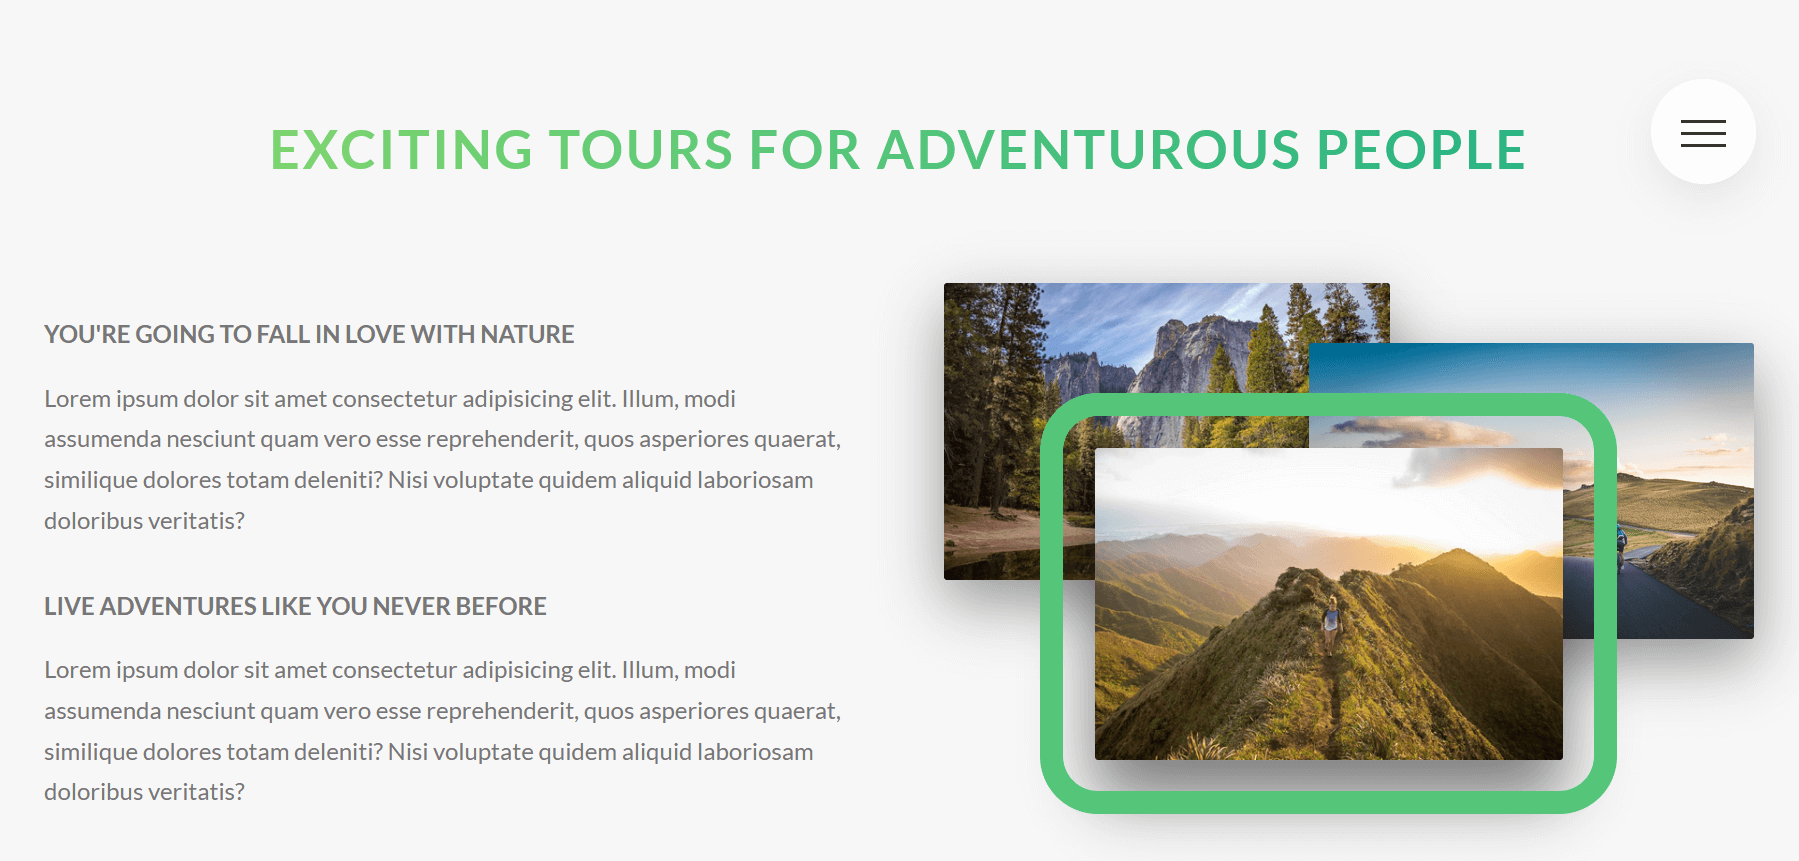 EXCITING TOURS FOR ADVENTUROUS PEOPLE
YOU'RE GOING TO FALL IN LOVE WITH NATURE
Lorem ipsum dolor sit amet consectetur adipisicing elit. Illum, modi
assumenda nesciunt quam vero esse reprehenderit, quos asperiores quaerat,
similique dolores totam deleniti? Nisi voluptate quidem aliquid laboriosam
doloribus veritatis?
LIVE ADVENTURES LIKE YOU NEVER BEFORE
Lorem ipsum dolor sit amet consectetur adipisicing elit. Illum, modi
assumenda nesciunt quam vero esse reprehenderit, quos asperiores quaerat,
similique dolores totam deleniti? Nisi voluptate quidem aliquid laboriosam
doloribus veritatis?